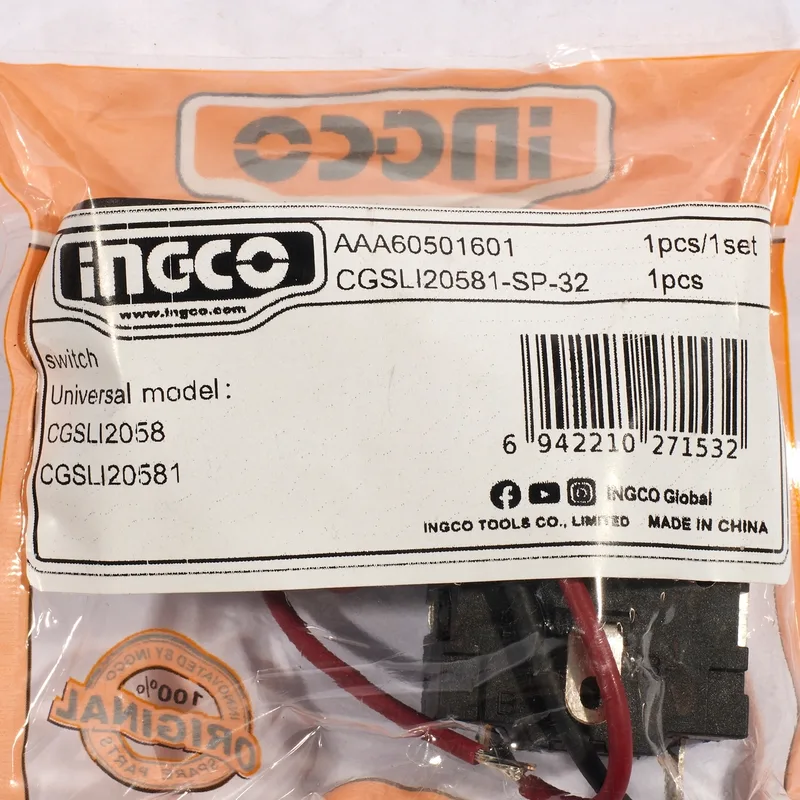 INGCO
INGCO
AAA60501601 1pcs/1set
CGSLI20581-SP-32 1pcs
www.ingco.com
switch
Universal model:
CGSLI2058
CGSLI20581
6 942210 271532
INGCO Global
INGCO TOOLS CO., LIMITED MADE IN CHINA
INNOVATED BY INGCO
100%
ORIGINAL
SPARE PARTS